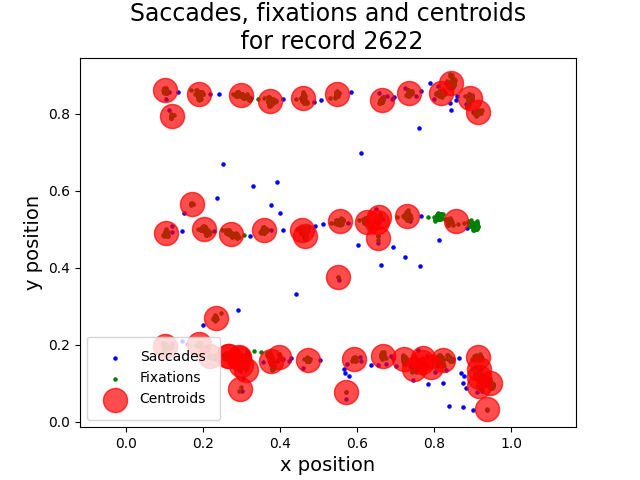 Saccades, fixations and centroids
for record 2622
y position
0.8
0.6
0.4
0.2
0.0
Saccades
Fixations
Centroids
0.0 0.2 0.4 0.6 0.8 1.0
x position